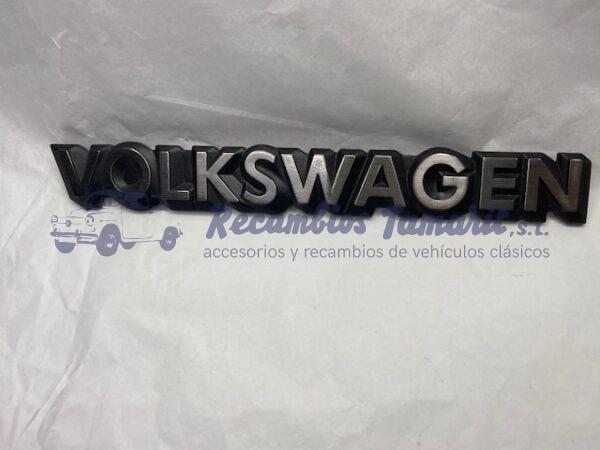 VOLKSWAGEN
Recambios Tamarit, s.l.
accesorios y recambios de vehículos clásicos